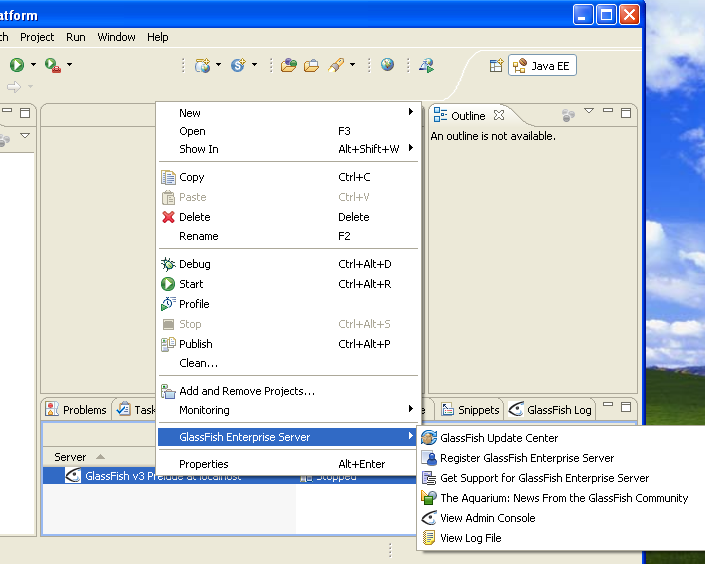 atform
ch Project Run Window Help
Java EE
Outline
An outline is not available.
New
Open F3
Show In Alt+Shift+W
Copy Ctrl+C
Paste Ctrl+V
Delete Delete
Rename F2
Debug Ctrl+Alt+D
Start Ctrl+Alt+R
Profile
Stop Ctrl+Alt+S
Publish Ctrl+Alt+P
Clean...
Add and Remove Projects...
Monitoring
GlassFish Enterprise Server
Properties Alt+Enter
Problems Task
e Snippets GlassFish Log
Server
GlassFish v3 Prelude at localhost Stopped
GlassFish Update Center
Register GlassFish Enterprise Server
Get Support for GlassFish Enterprise Server
The Aquarium: News From the GlassFish Community
View Admin Console
View Log File